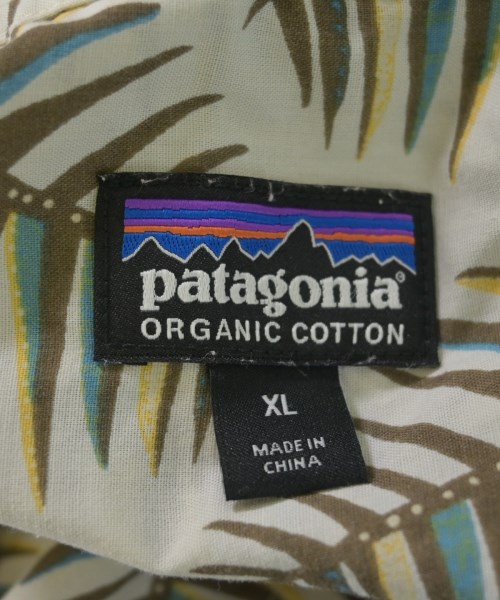 patagonia®
ORGANIC COTTON
XL
MADE IN
CHINA